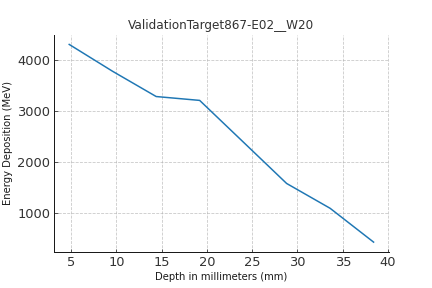 ValidationTarget867-E02__W20
Energy Deposition (MeV)
4000
3000
2000
1000
5 10 15 20 25 30 35 40
Depth in millimeters (mm)